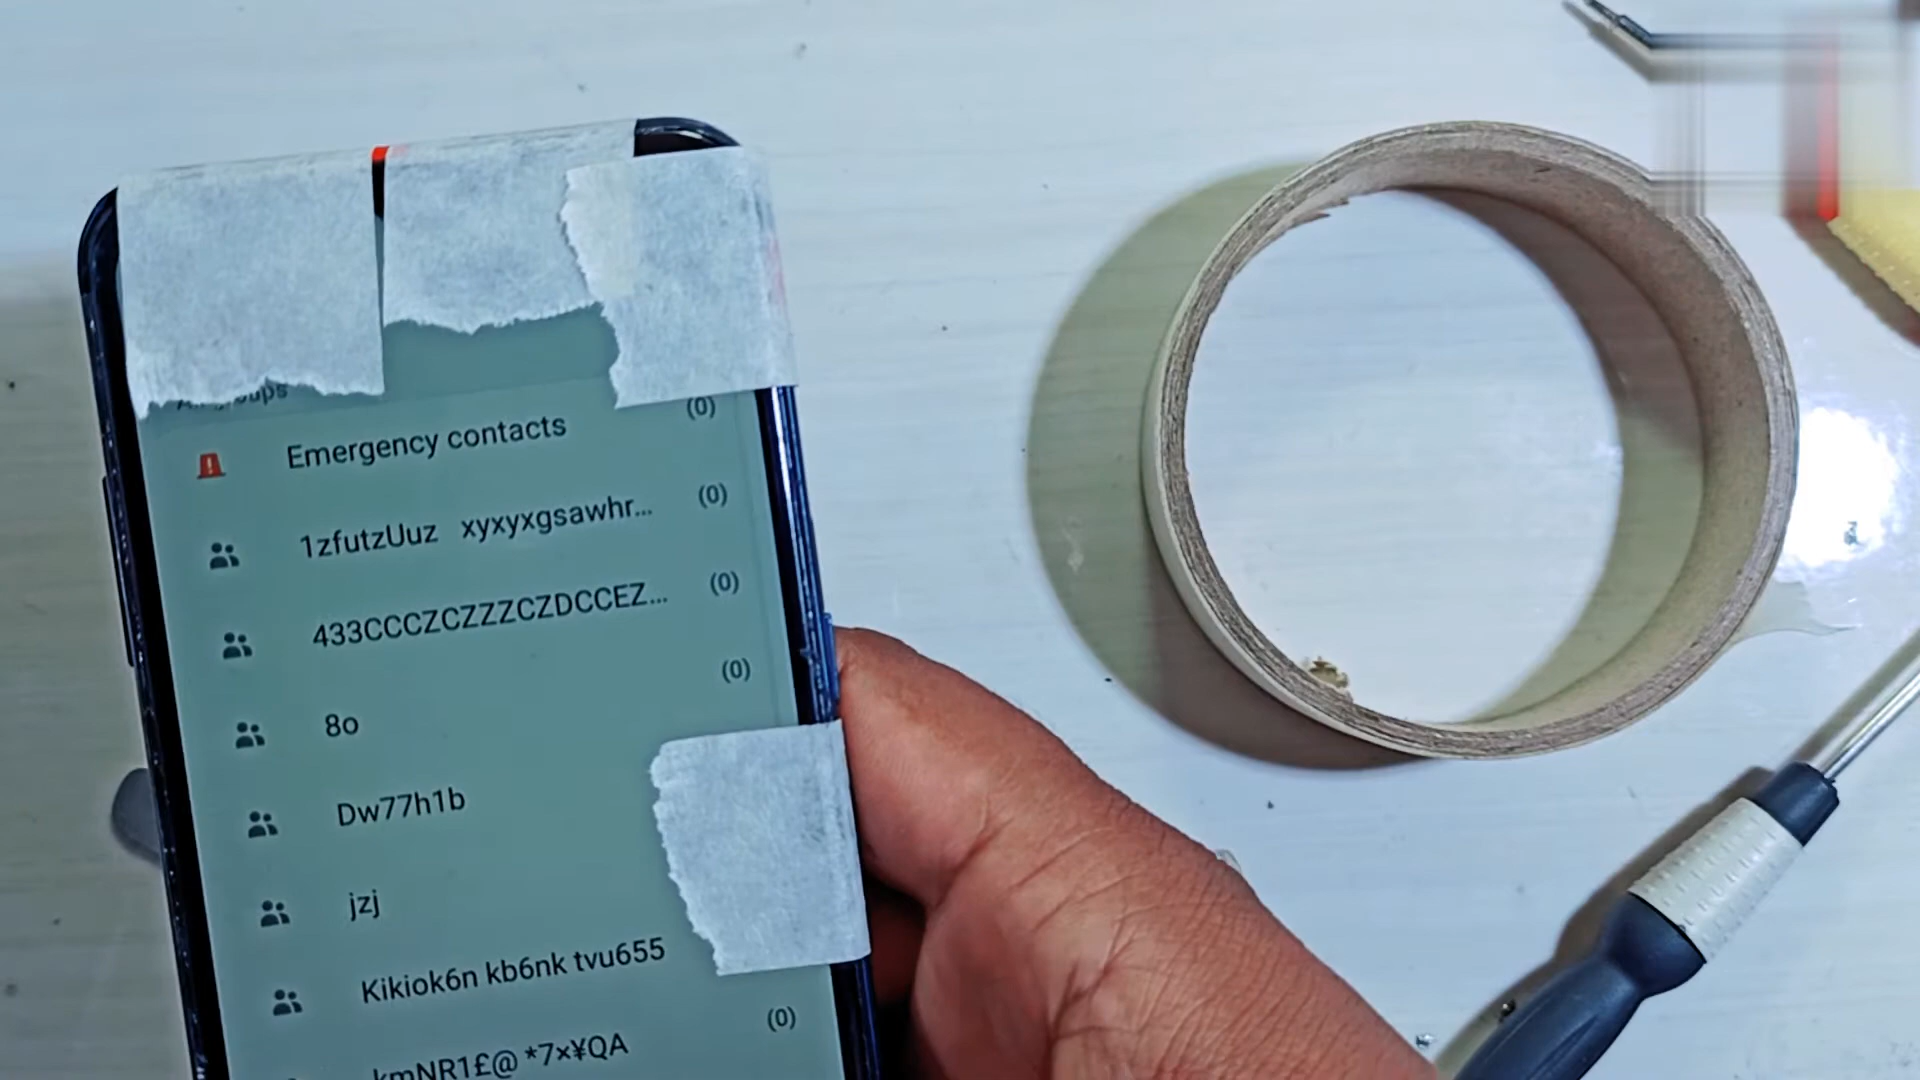 Emergency contacts (0)
1zfutzUuz xyxyxgsawhr... (0)
433CCCZCZZZCZDCCEZ... (0)
8o (0)
Dw77h1b
jzj
Kikiok6n kb6nk tvu655
kmNR1£@ *7×¥QA (0)